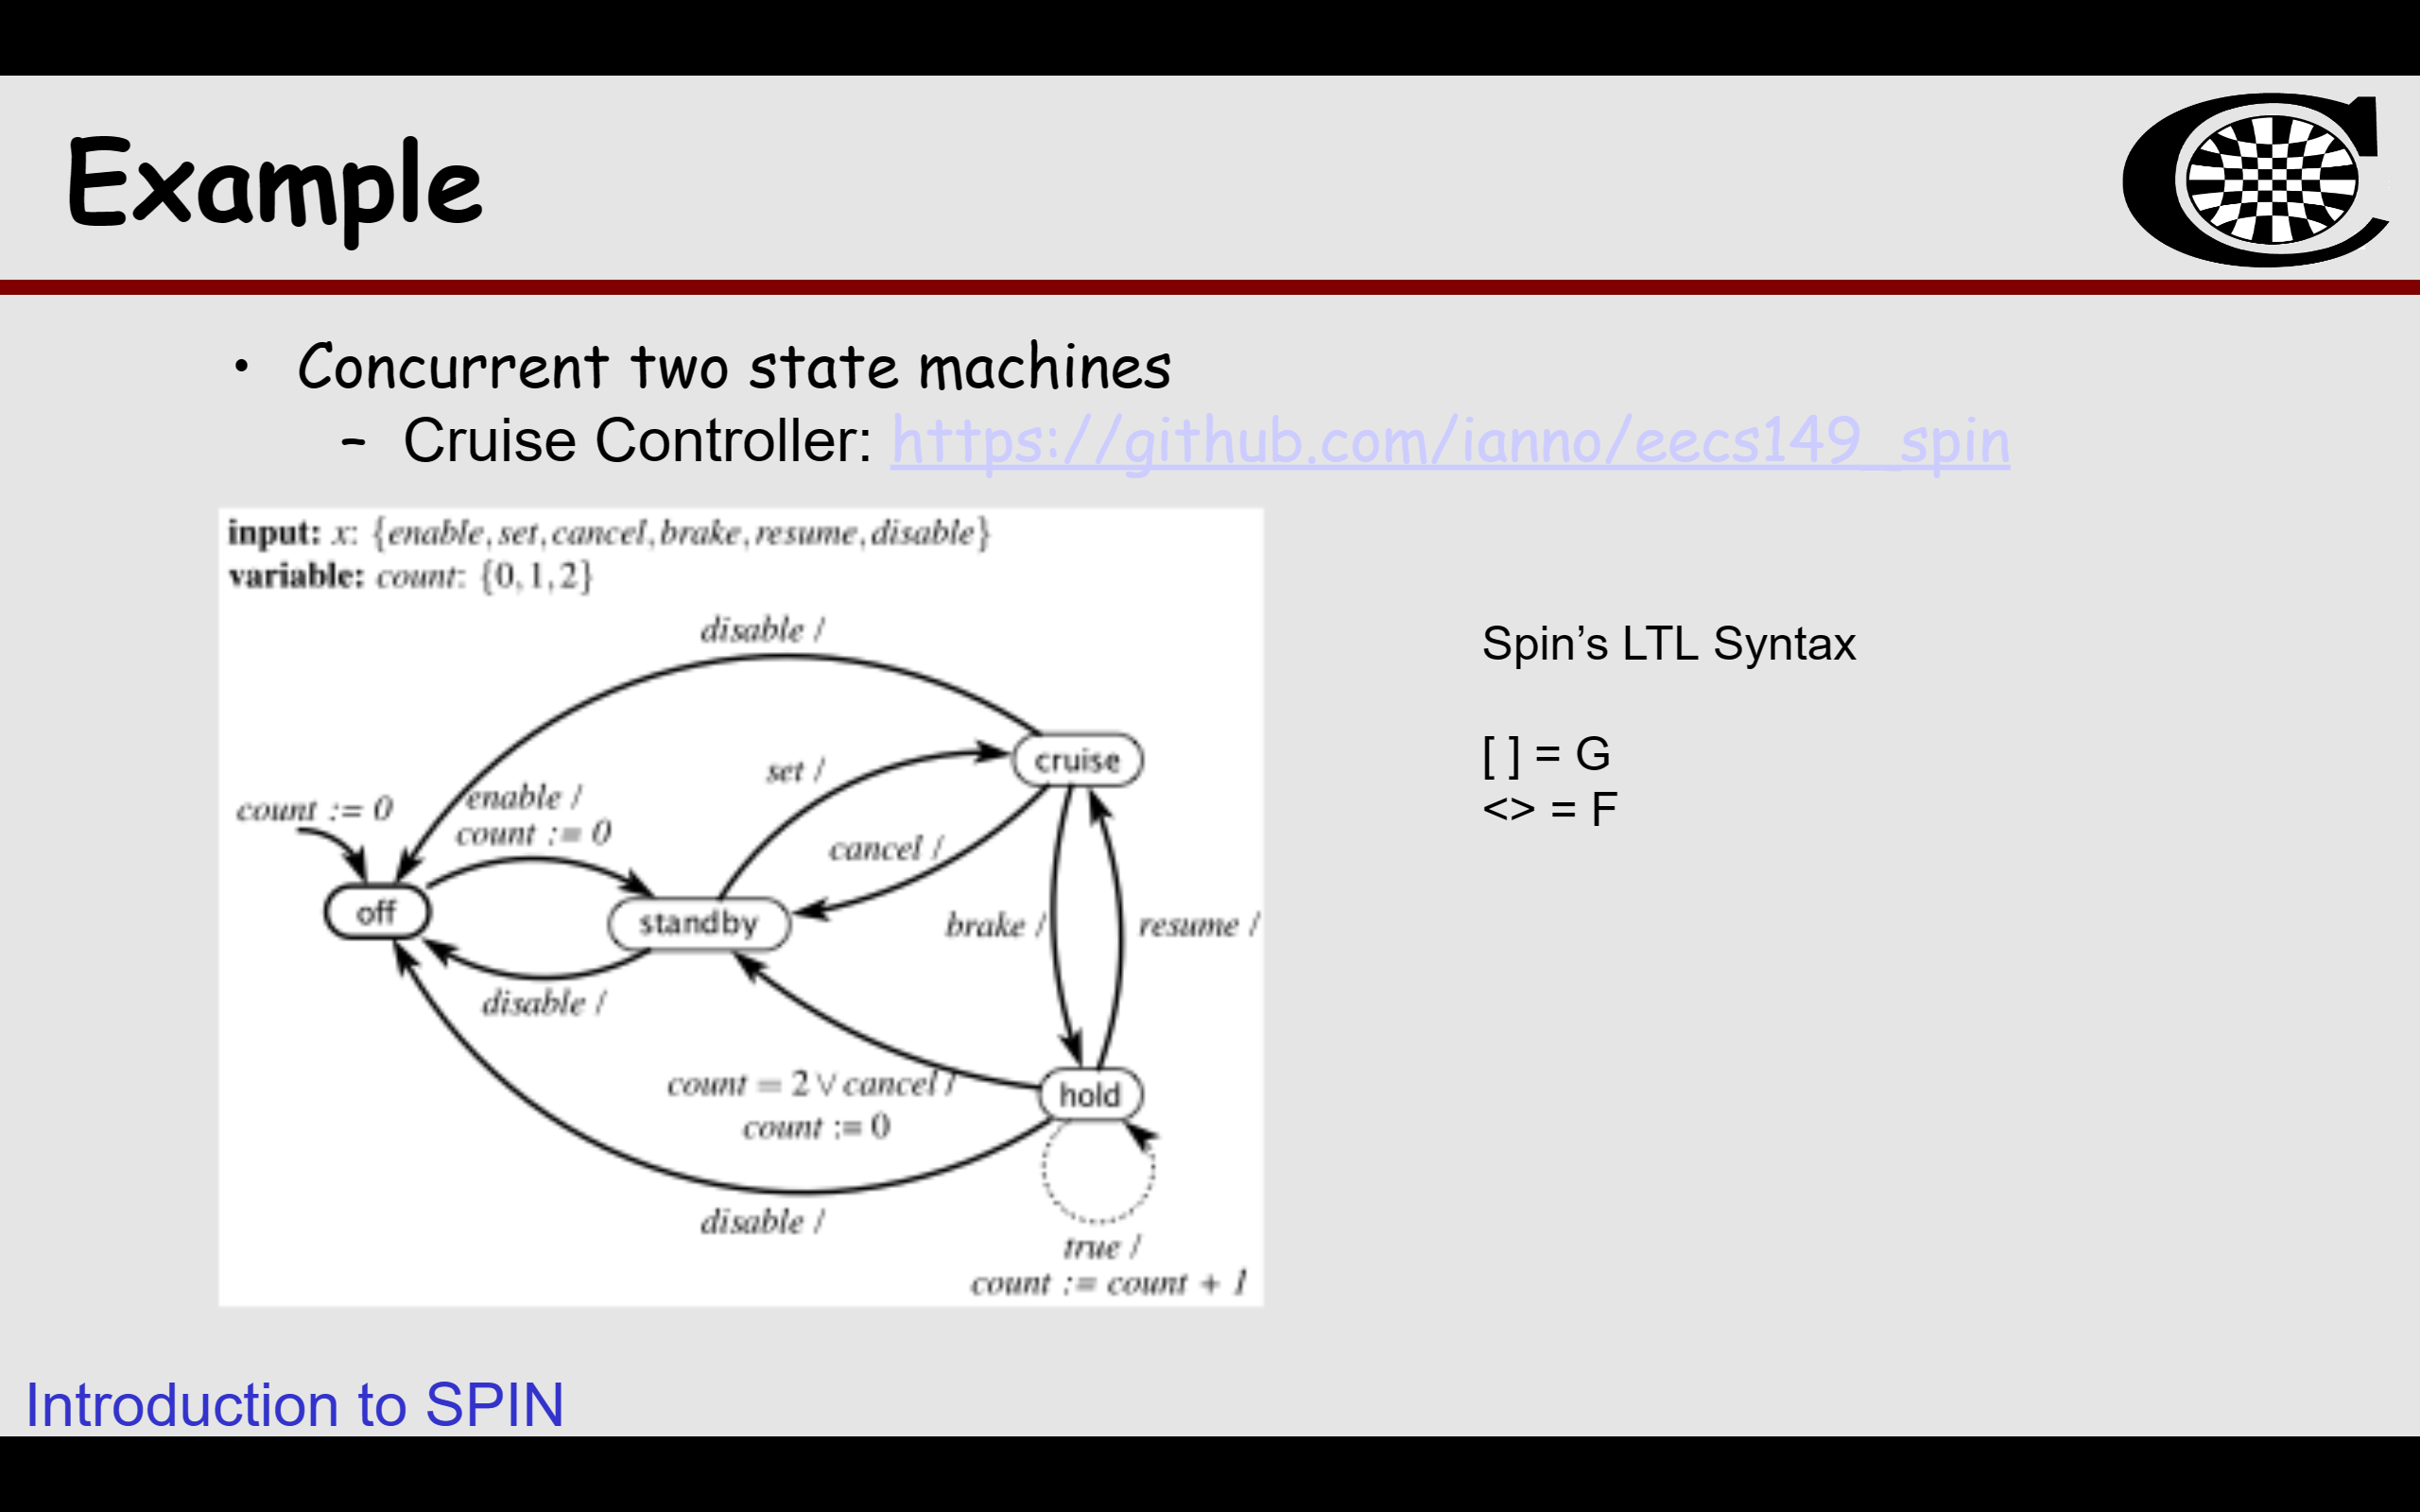 Example
• Concurrent two state machines
– Cruise Controller: https://github.com/ianno/eecs149_spin
input: x: {enable, set, cancel, brake, resume, disable}
variable: count: {0, 1, 2}
disable /
cruise
set /
enable /
count := 0
count := 0
cancel /
off
standby
brake /
resume /
disable /
count = 2 ∨ cancel /
count := 0
hold
disable /
true /
count := count + 1
Spin’s LTL Syntax
[ ] = G
<> = F
Introduction to SPIN